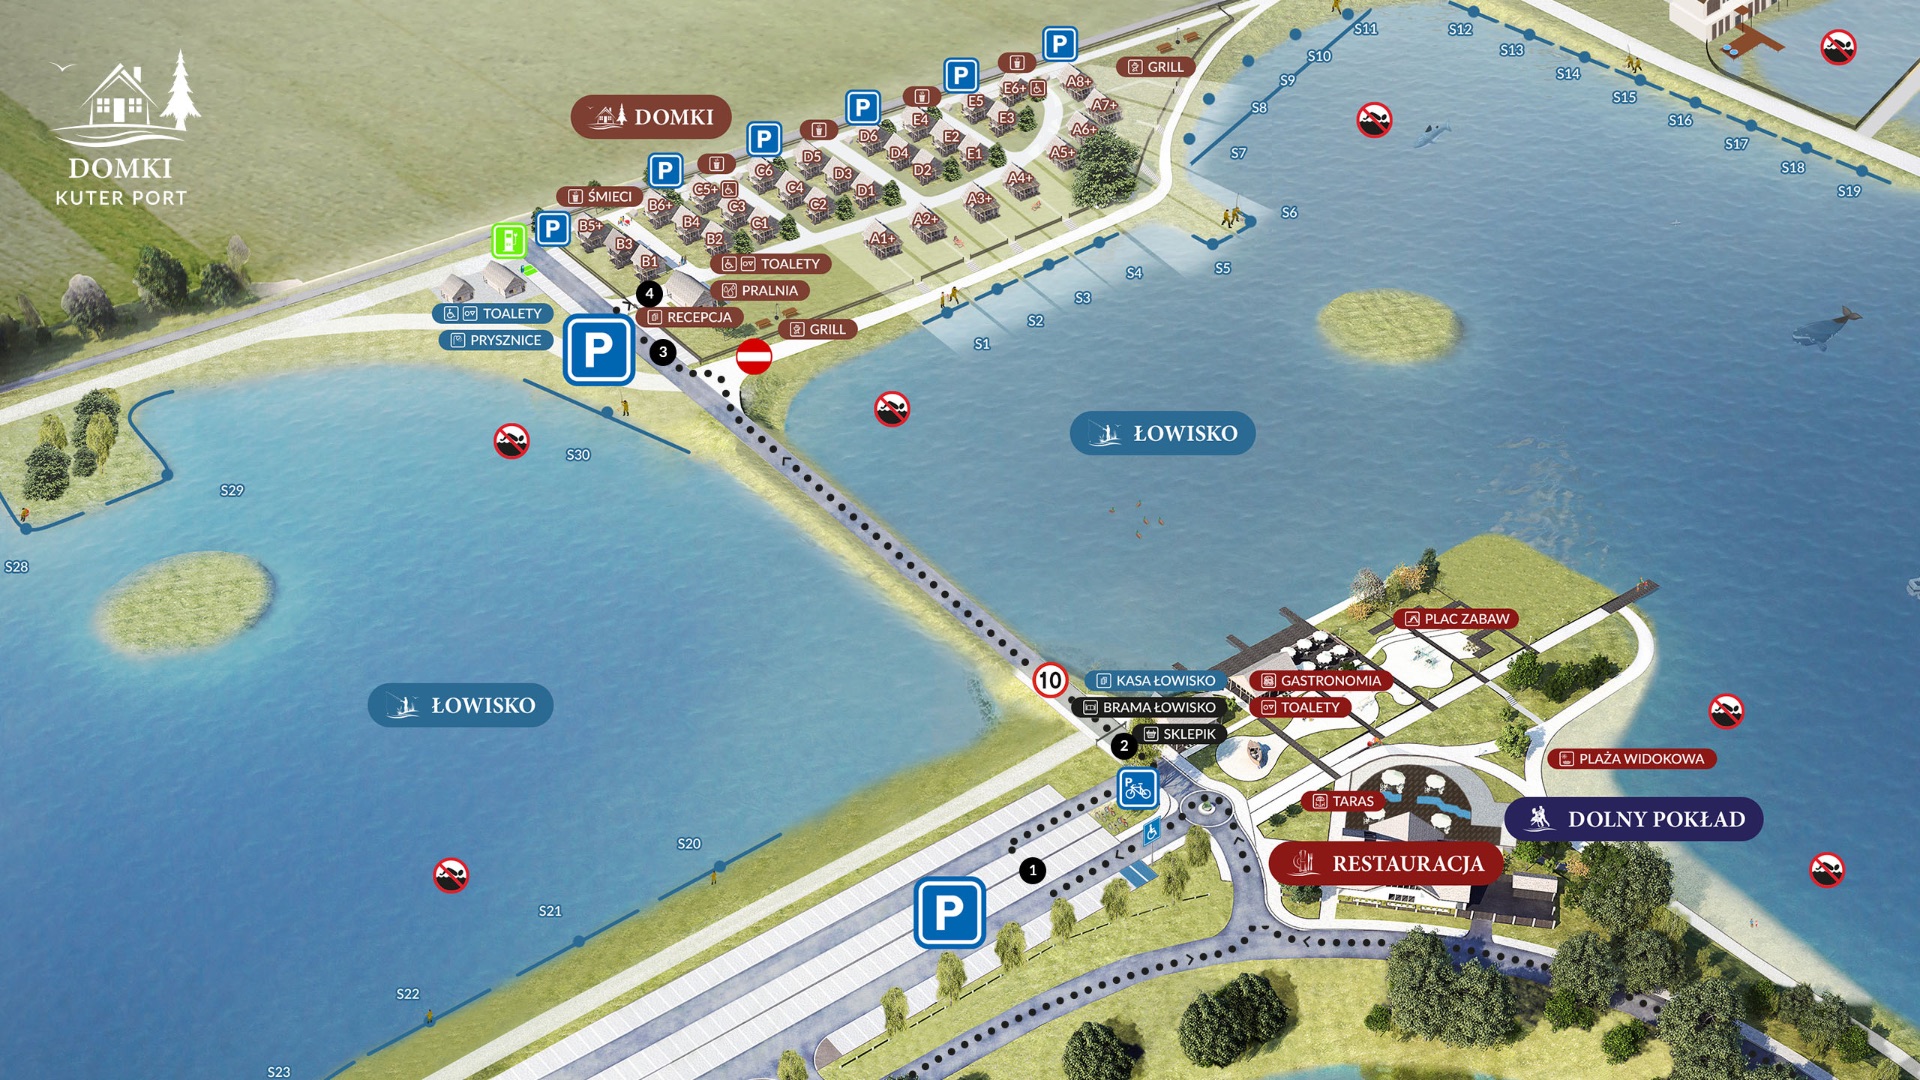 DOMKI
KUTER PORT
DOMKI
P
P
P
P
P
P
GRILL
ŚMIECI
A8+
A7+
A6+
A5+
A4+
A3+
A2+
A1+
E6+
E5
E4
E3
E2
E1
D6
D5
D4
D3
D2
D1
C6
C5+
C4
C3
C2
C1
B6+
B5+
B4
B3
B2
B1
TOALETY
PRALNIA
RECEPCJA
GRILL
TOALETY
PRYSZNICE
P
4
3
S1
S2
S3
S4
S5
S6
S7
S8
S9
S10
S11
S12
S13
S14
S15
S16
S17
S18
S19
S30
S29
S28
ŁOWISKO
ŁOWISKO
10
KASA ŁOWISKO
BRAMA ŁOWISKO
SKLEPIK
2
PLAC ZABAW
GASTRONOMIA
TOALETY
PLAŻA WIDOKOWA
TARAS
DOLNY POKŁAD
RESTAURACJA
P
1
P
S20
S21
S22
S23